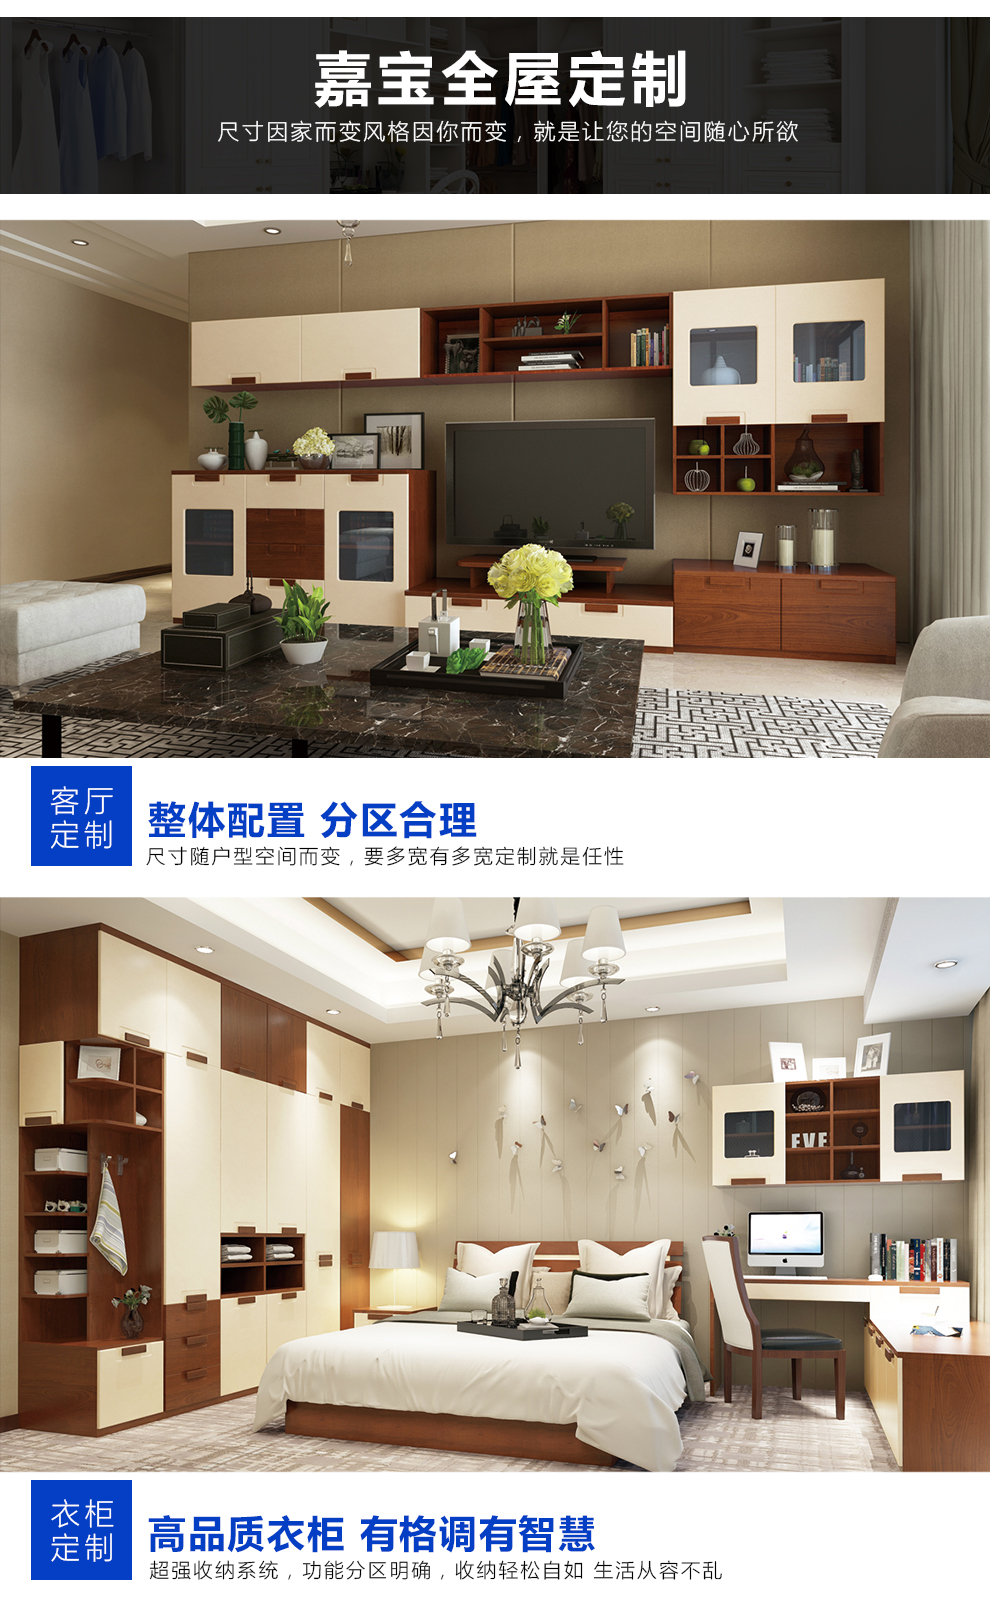 嘉宝全屋定制
尺寸因家而变风格因你而变，就是让您的空间随心所欲
客厅
定制
整体配置 分区合理
尺寸随户型空间而变，要多宽有多宽定制就是任性
EVE
衣柜
定制
高品质衣柜 有格调有智慧
超强收纳系统，功能分区明确，收纳轻松自如 生活从容不乱